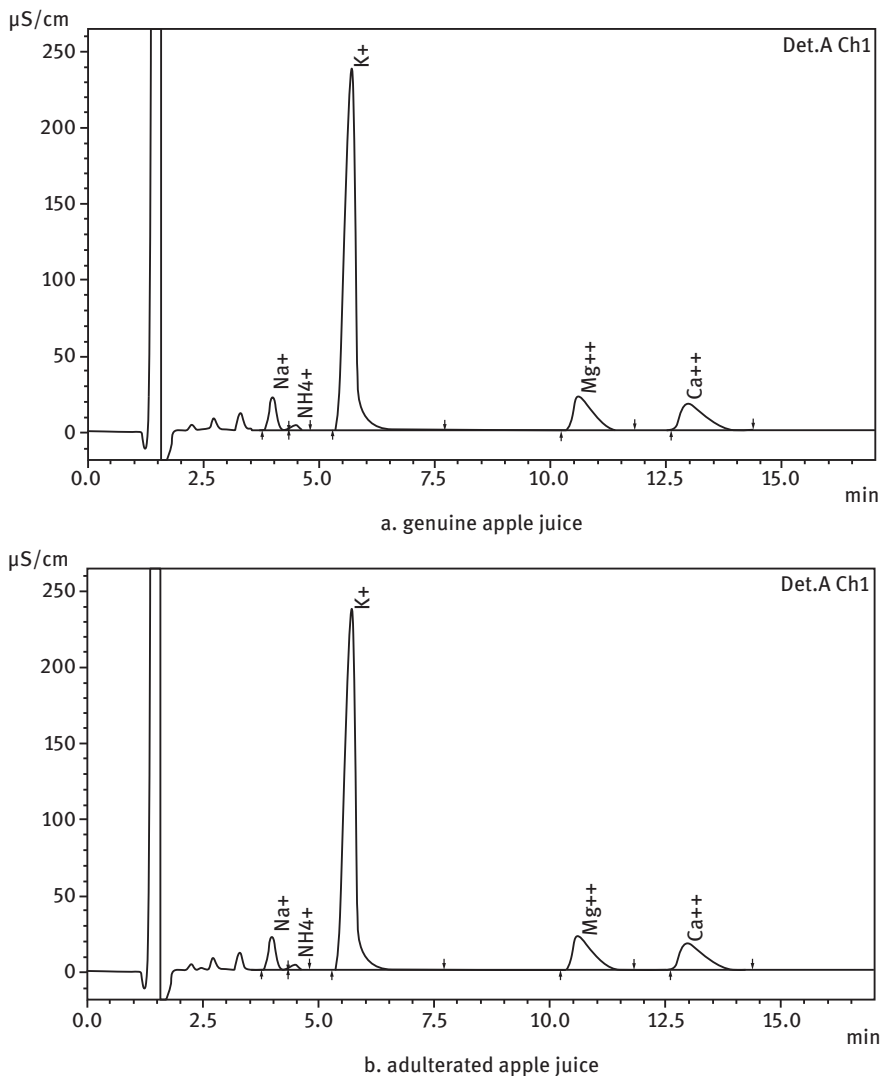 µS/cm
250
Det.A Ch1
K+
200
150
100
50
Na+
NH4+
Mg++
Ca++
0
0.0 2.5 5.0 7.5 10.0 12.5 15.0
min
a. genuine apple juice
µS/cm
250
Det.A Ch1
K+
200
150
100
50
Na+
NH4+
Mg++
Ca++
0
0.0 2.5 5.0 7.5 10.0 12.5 15.0
min
b. adulterated apple juice